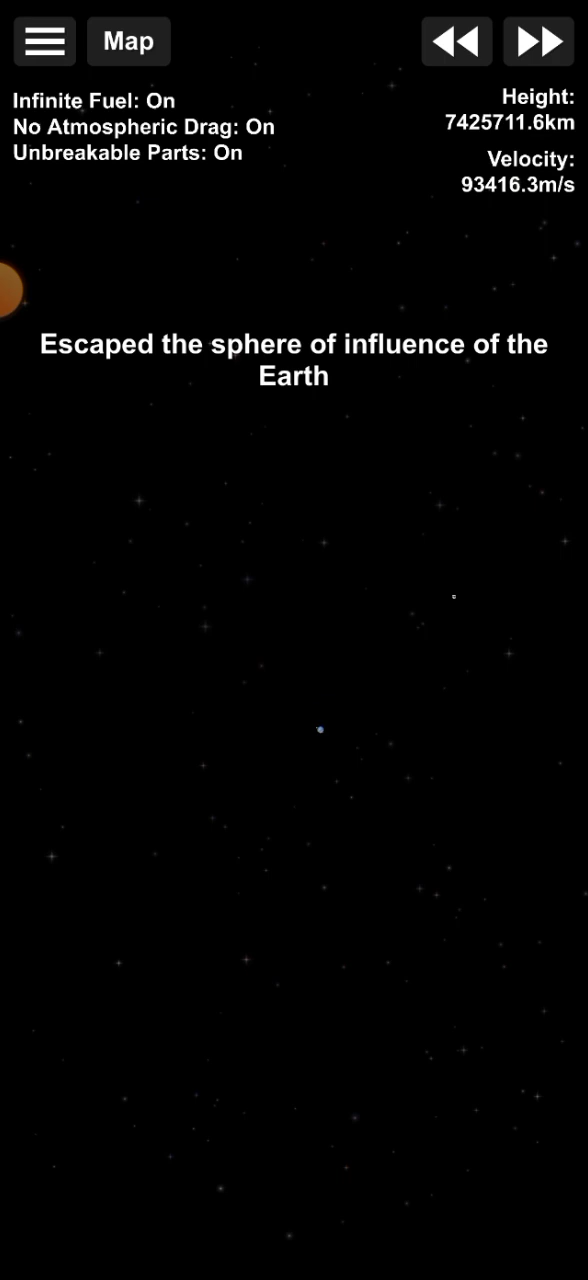 Map
Infinite Fuel: On
No Atmospheric Drag: On
Unbreakable Parts: On
Height:
7425711.6km
Velocity:
93416.3m/s
Escaped the sphere of influence of the
Earth